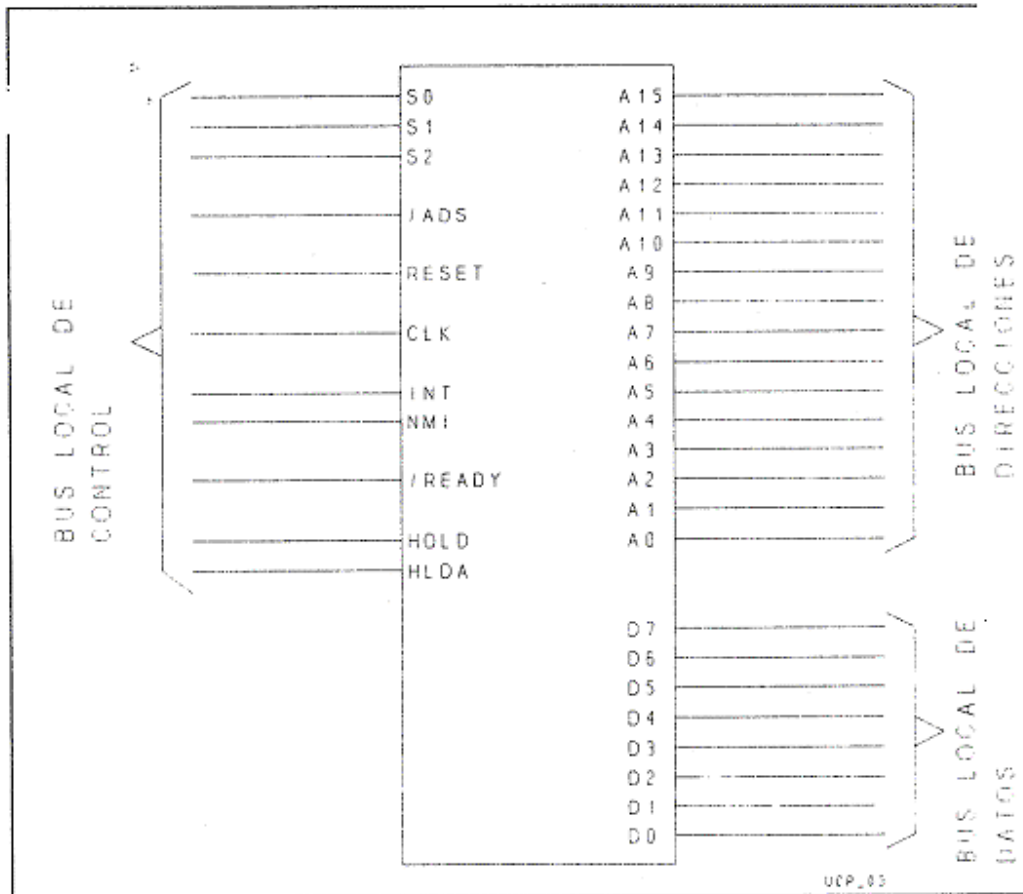 BUS LOCAL DE
CONTROL
S0
S1
S2
/ADS
RESET
CLK
INT
NMI
/READY
HOLD
HLDA
A15
A14
A13
A12
A11
A10
A9
A8
A7
A6
A5
A4
A3
A2
A1
A0
D7
D6
D5
D4
D3
D2
D1
D0
BUS LOCAL DE
DIRECCIONES
BUS LOCAL DE
DATOS
UCP_03